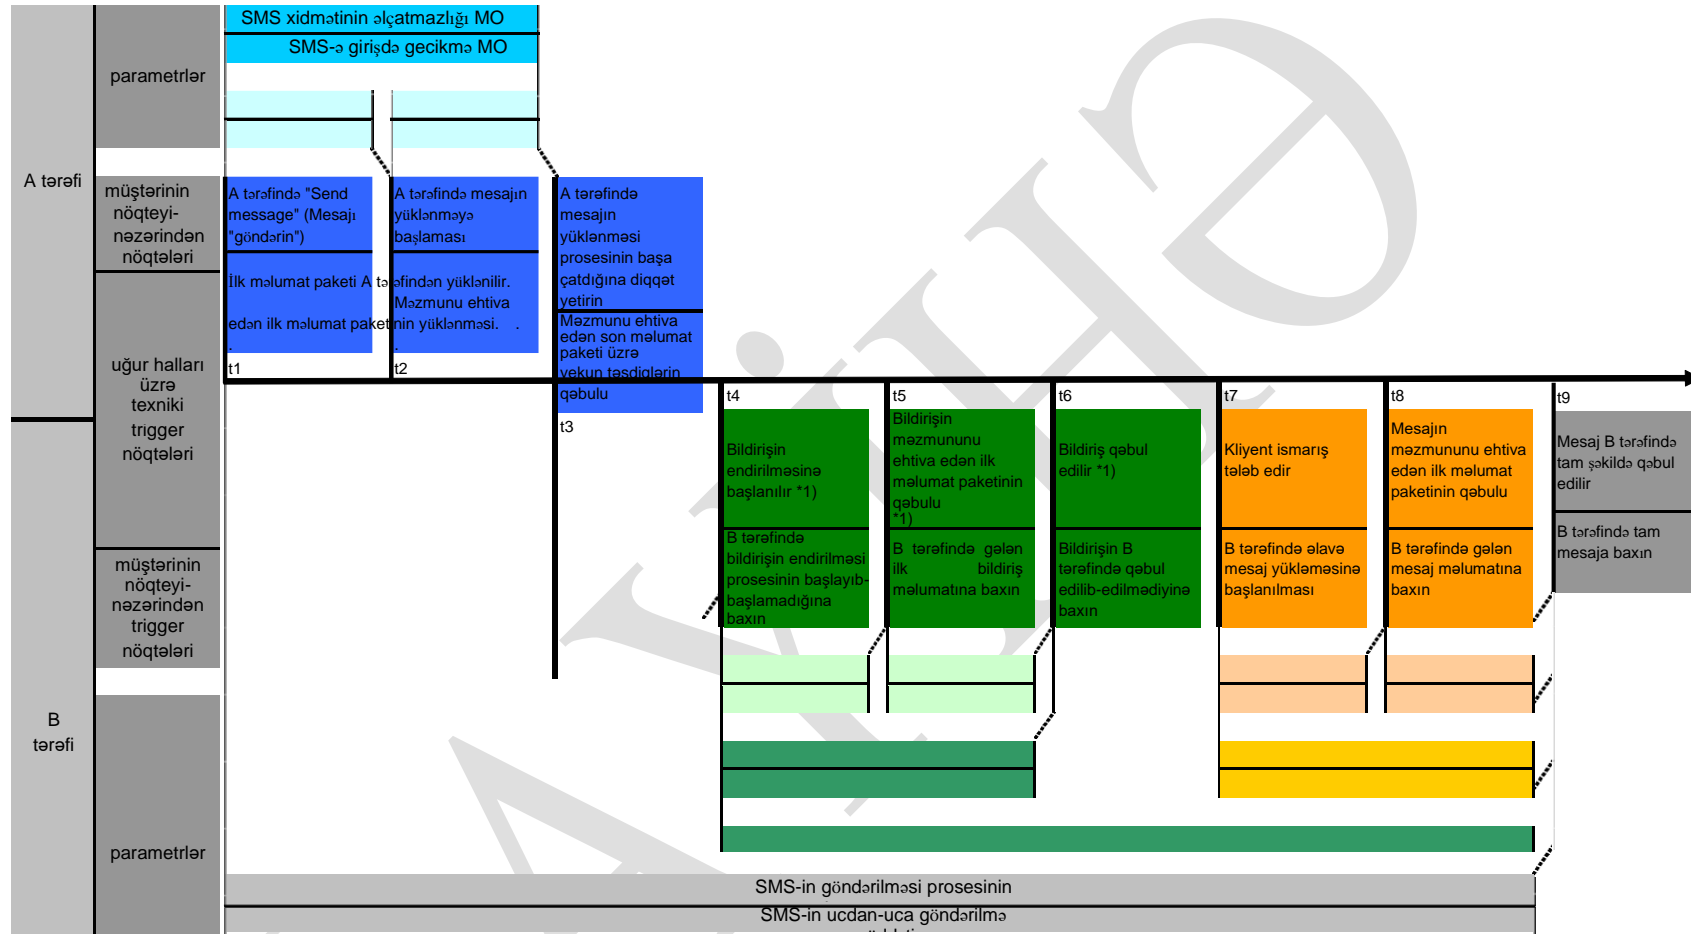 SMS xidmətinin əlçatmazlığı MO
SMS-ə girişdə gecikmə MO
parametrlər
A tərəfi
müştərinin
nöqteyi-
nəzərindən
nöqtələri
A tərəfində "Send
message" (Mesajı
"göndərin")
A tərəfində mesajın
yüklənməyə
başlaması
A tərəfində
mesajın
yüklənməsi
prosesinin başa
çatdığına diqqət
yetirin
İlk məlumat paketi A tərəfindən yüklənilir.
Məzmunu ehtiva
edən ilk məlumat paketinin yüklənməsi. .
.
.
Məzmunu ehtiva
edən son məlumat
paketi üzrə
yekun təsdiqlərin
qəbulu
uğur halları
üzrə
texniki
trigger
nöqtələri
t1
t2
t3
t4
t5
t6
t7
t8
t9
Bildirişin
endirilməsinə
başlanılır *1)
Bildirişin
məzmununu
ehtiva edən ilk
məlumat paketinin
qəbulu
*1)
Bildiriş qəbul
edilir *1)
Kliyent ismarış
tələb edir
Mesajın
məzmununu ehtiva
edən ilk məlumat
paketinin qəbulu
Mesaj B tərəfində
tam şəkildə qəbul
edilir
müştərinin
nöqteyi-
nəzərindən
trigger
nöqtələri
B tərəfində
bildirişin endirilməsi
prosesinin başlayıb-
başlamadığına
baxın
B tərəfində gələn
ilk bildiriş
məlumatına baxın
Bildirişin B
tərəfində qəbul
edilib-edilmədiyinə
baxın
B tərəfində əlavə
mesaj yükləməsinə
başlanılması
B tərəfində gələn
mesaj məlumatına
baxın
B tərəfində tam
mesaja baxın
B
tərəfi
parametrlər
SMS-in göndərilməsi prosesinin
SMS-in ucdan-uca göndərilmə